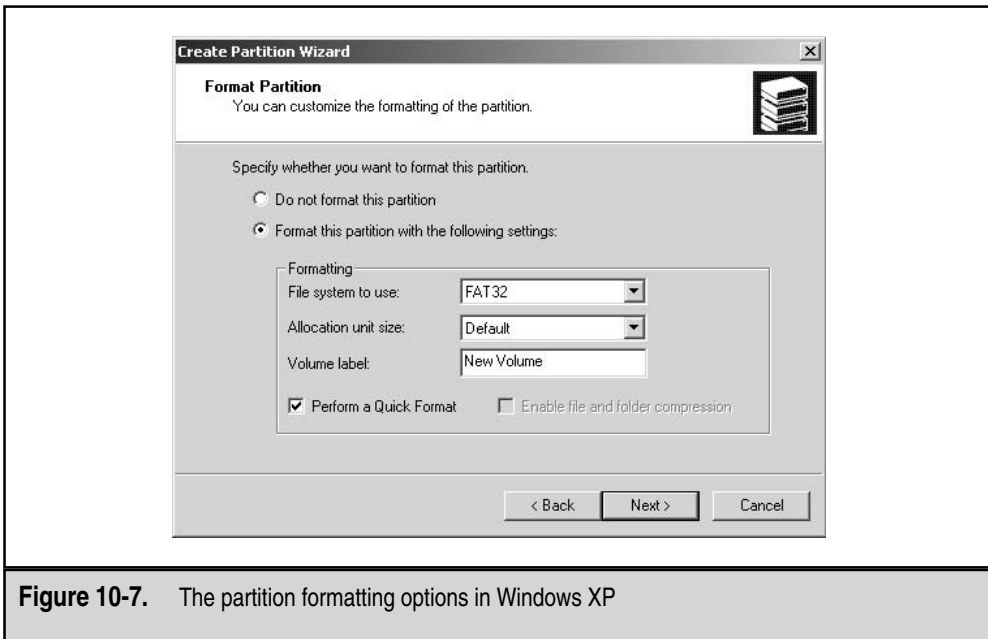 Create Partition Wizard
Format Partition
You can customize the formatting of the partition.
Specify whether you want to format this partition.
Do not format this partition
Format this partition with the following settings:
Formatting
File system to use: FAT32
Allocation unit size: Default
Volume label: New Volume
Perform a Quick Format Enable file and folder compression
< Back Next > Cancel
Figure 10-7. The partition formatting options in Windows XP